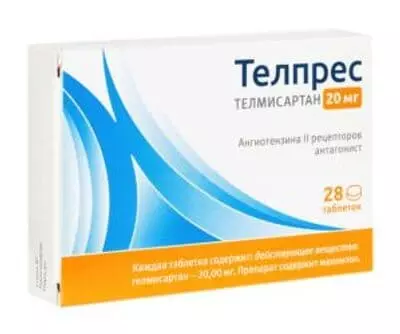 Телпрес
ТЕЛМИСАРТАН 20 мг
Ангиотензина II рецепторов
антагонист
28
таблеток
Каждая таблетка содержит: действующее вещество:
телмисартан – 20,00 мг. Препарат содержит маннитол.